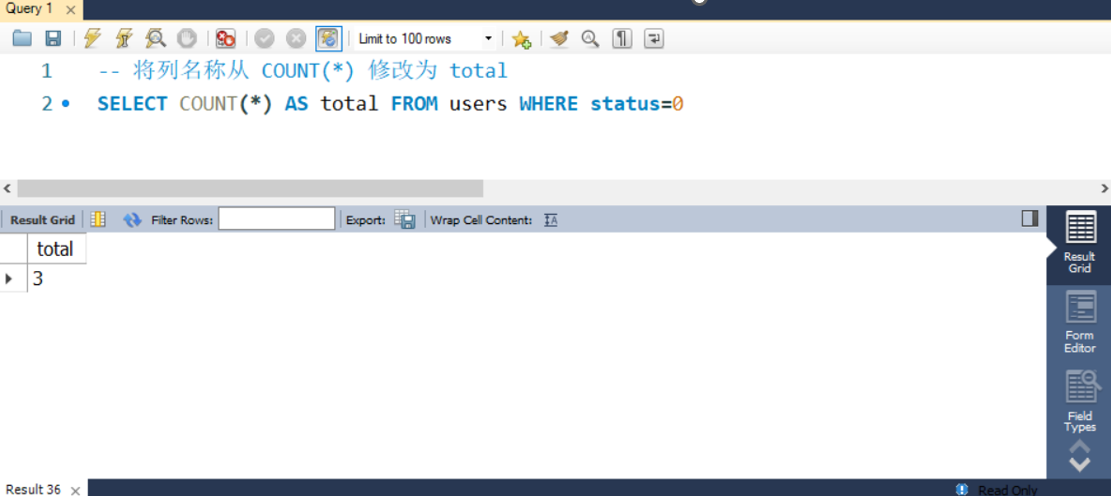 Query 1
Limit to 100 rows
1 -- 将列名称从 COUNT(*) 修改为 total
2 SELECT COUNT(*) AS total FROM users WHERE status=0
Result Grid Filter Rows: Export: Wrap Cell Content:
total
3
Result
Grid
Form
Editor
Field
Types
Result 36 Read Only